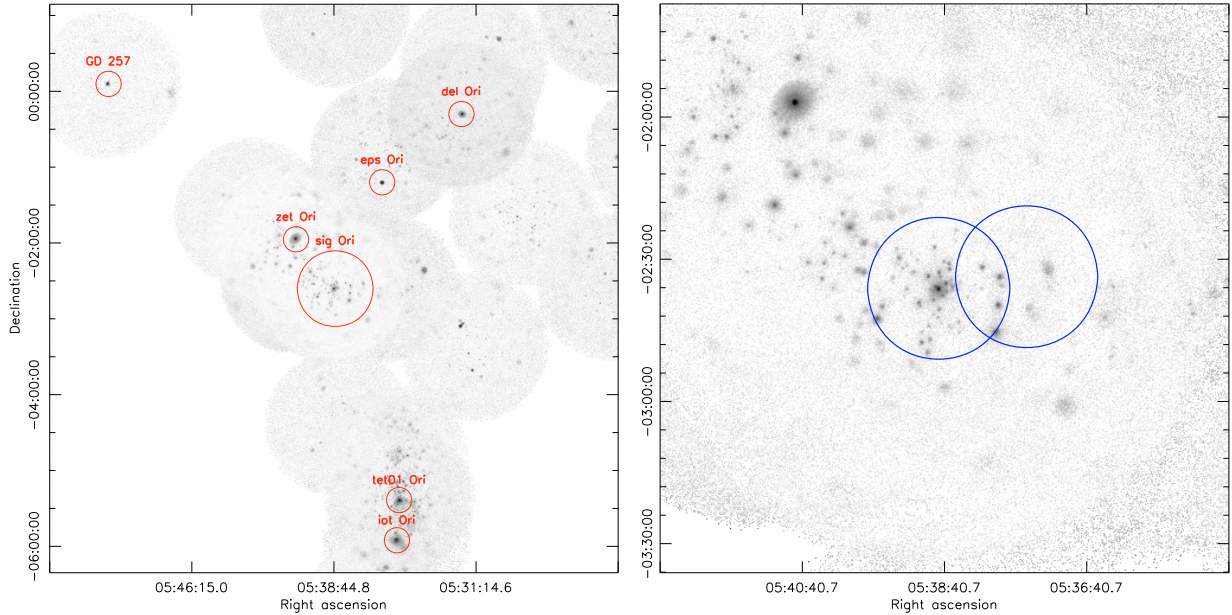 GD 257
del Ori
eps Ori
zet Ori
sig Ori
tet01 Ori
iot Ori
00:00:00
-02:00:00
-04:00:00
-06:00:00
Declination
05:46:15.0
05:38:44.8
05:31:14.6
Right ascension
-02:00:00
-02:30:00
-03:00:00
-03:30:00
05:40:40.7
05:38:40.7
05:36:40.7
Right ascension